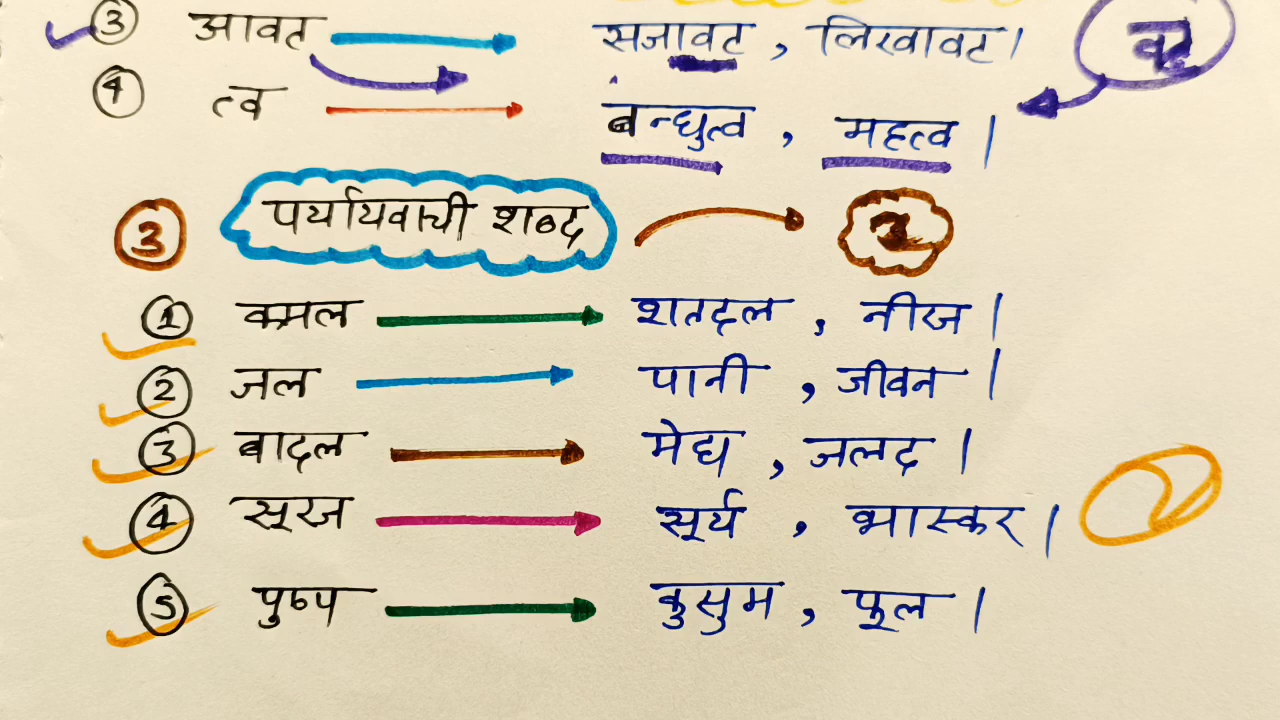 ③ आवट सजावट, लिखावट। वट
④ त्व बन्धुत्व, महत्व।
③ पर्यायवाची शब्द
① कमल शतदल, नीरज।
② जल पानी, जीवन।
③ बादल मेघ, जलद।
④ सूरज सूर्य, भास्कर।
⑤ पुष्प कुसुम, फूल।